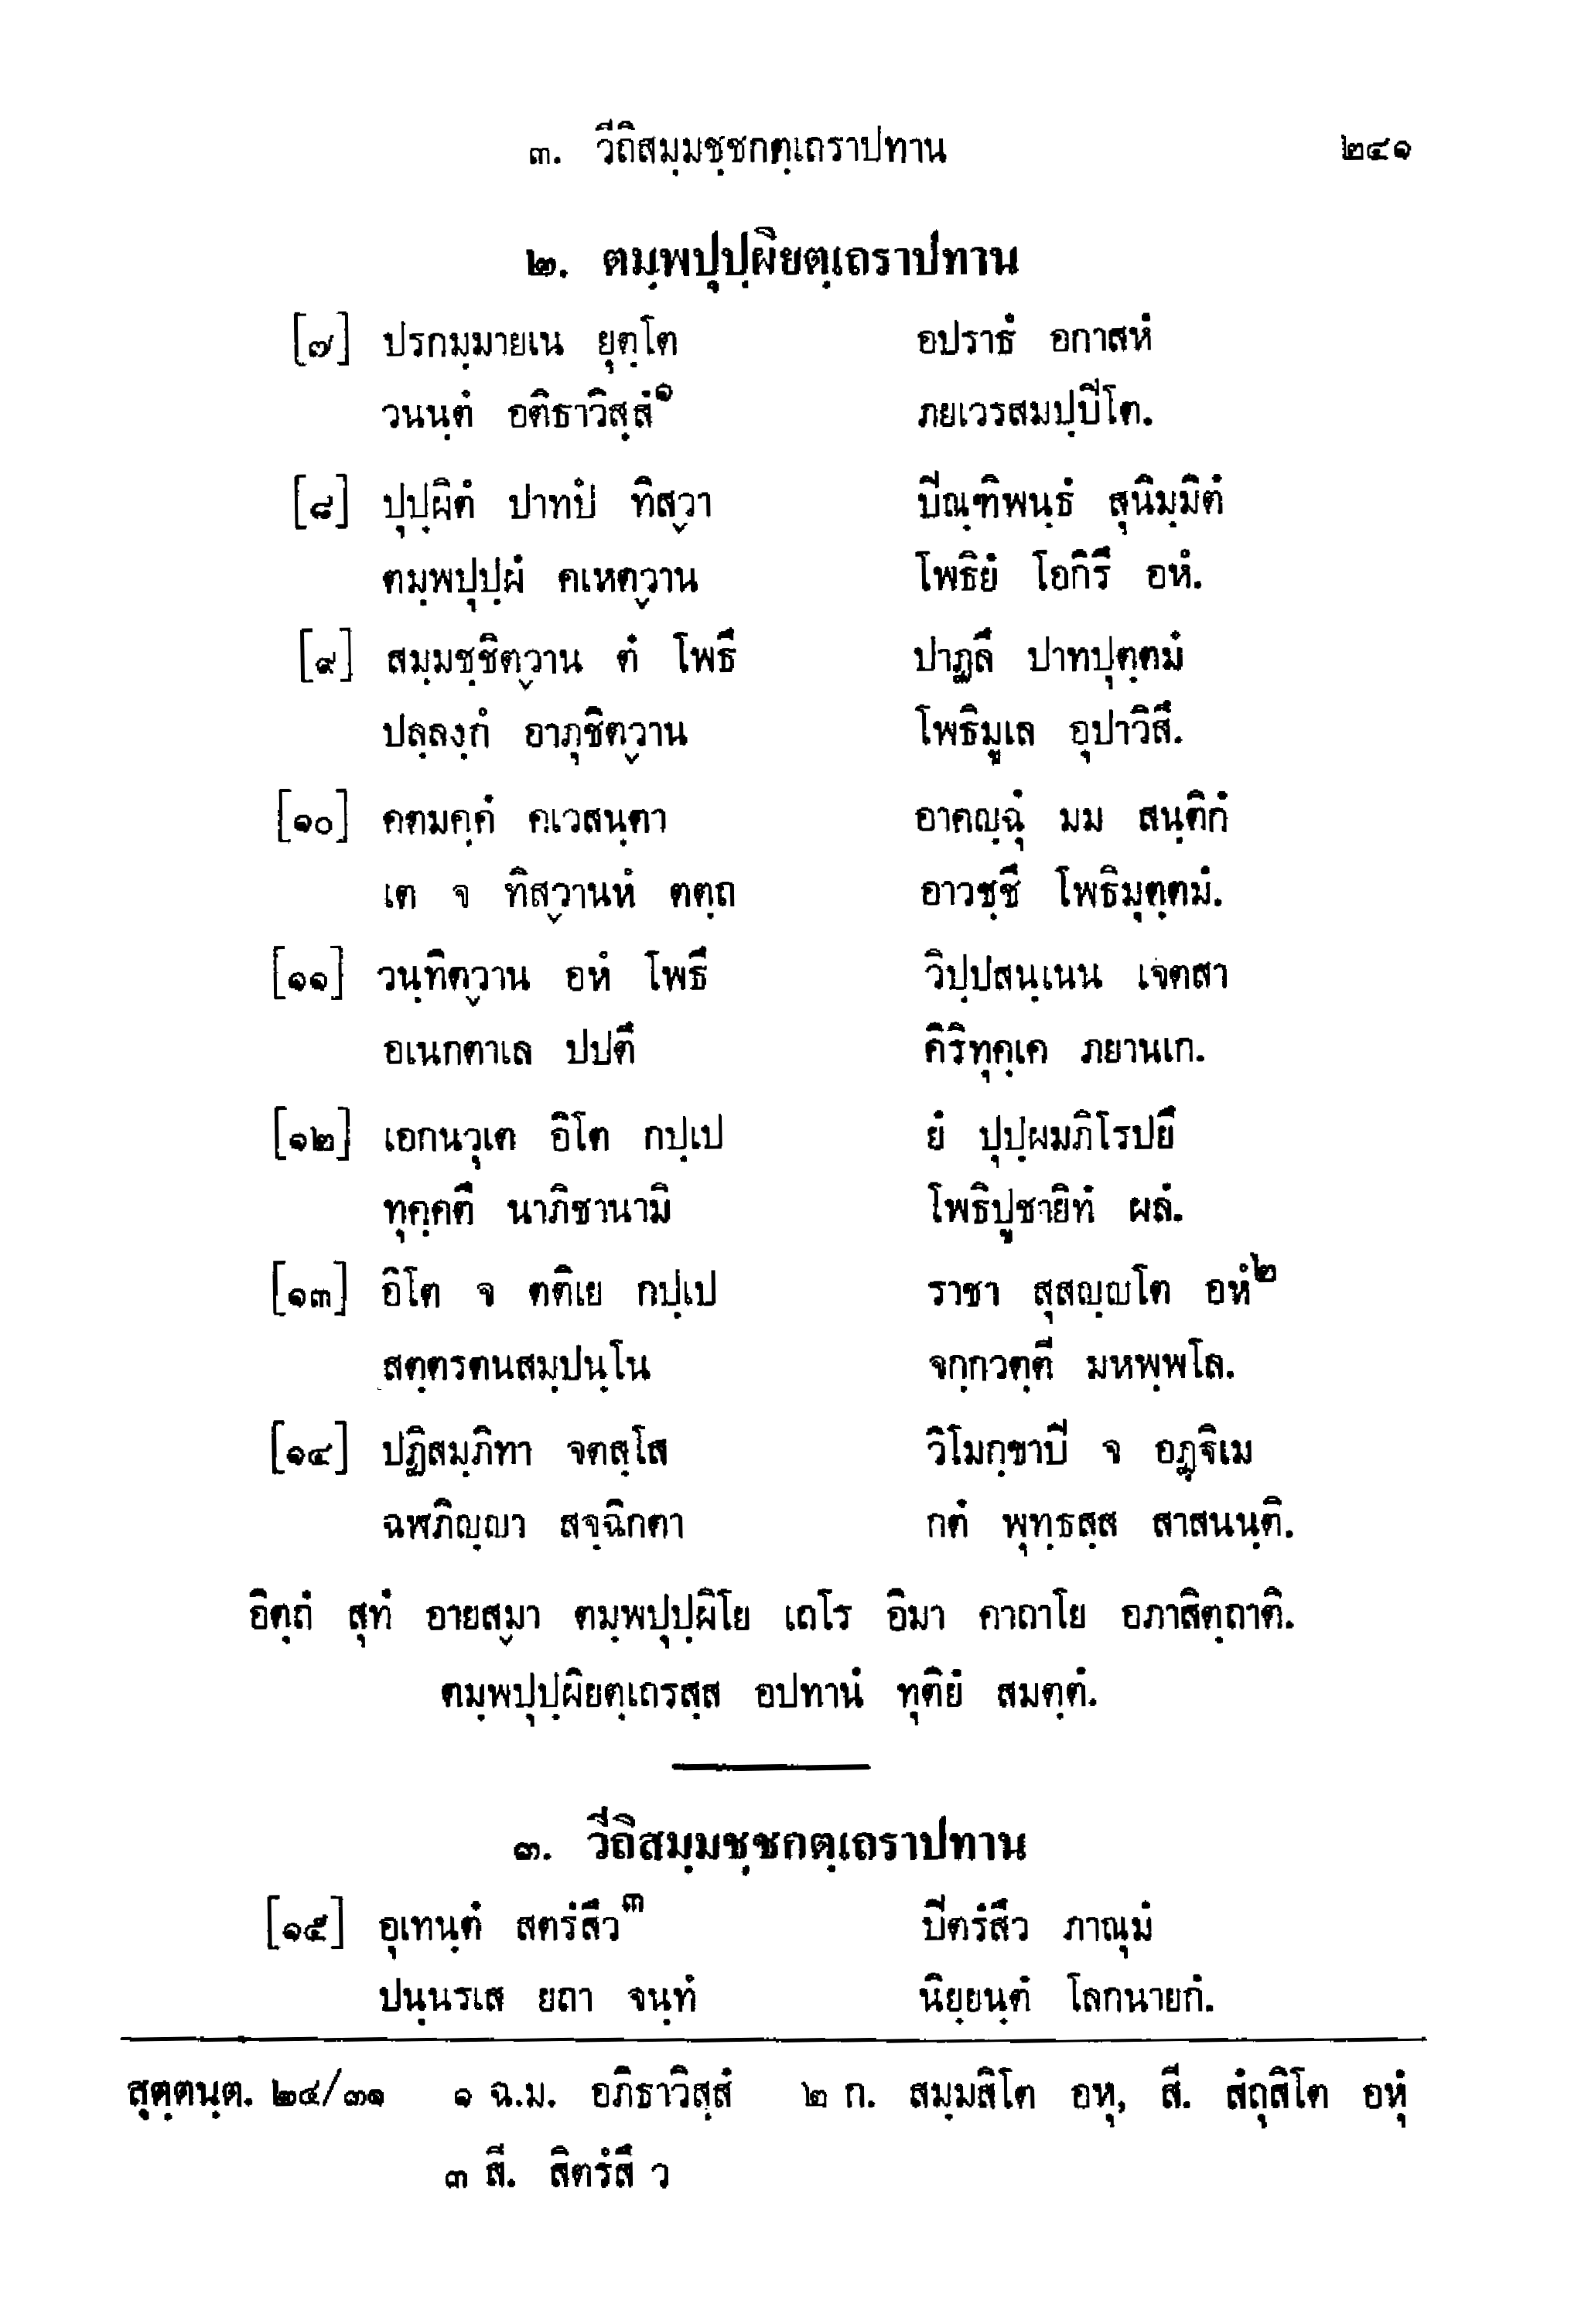 ๓. วีถิสมฺมชฺชกตฺเถราปทาน ๒๔๑
๒. ตมฺพปุปฺผิยตฺเถราปทาน
[๗] ปรกมฺมายเน ยุตฺโต อปราธํ อกาสหํ
วนนฺตํ อติธาวิสฺสํ๑ ภยเวรสมปฺปีโต.
[๘] ปุปฺผิตํ ปาทปํ ทิสฺวา ปีณฺฑิพนฺธํ สุนิมฺมิตํ
ตมฺพปุปฺผํ คเหตฺวาน โพธิยํ โอกิรึ อหํ.
[๙] สมฺมชฺชิตฺวาน ตํ โพธึ ปาฏลึ ปาทปุตฺตมํ
ปลฺลงฺกํ อาภุชิตฺวาน โพธิมูเล อุปาวิสึ.
[๑๐] คตมคฺคํ คเวสนฺตา อาคญฺฉุํ มม สนฺติกํ
เต จ ทิสฺวานหํ ตตฺถ อาวชฺชึ โพธิมุตฺตมํ.
[๑๑] วนฺทิตฺวาน อหํ โพธึ วิปฺปสนฺเนน เจตสา
อเนกตาเล ปปตึ คิริทุคฺเค ภยานเก.
[๑๒] เอกนวุเต อิโต กปฺเป ยํ ปุปฺผมภิโรปยึ
ทุคฺคตึ นาภิชานามิ โพธิปูชายิทํ ผลํ.
[๑๓] อิโต จ ตติเย กปฺเป ราชา สุสญฺญโต อหํ๒
สตฺตรตนสมฺปนฺโน จกฺกวตฺตี มหพฺพโล.
[๑๔] ปฏิสมฺภิทา จตสฺโส วิโมกฺขาปี จ อฏฺฐิเม
ฉฬภิญฺญา สจฺฉิกตา กตํ พุทฺธสฺส สาสนนฺติ.
อิตฺถํ สุทํ อายสฺมา ตมฺพปุปฺผิโย เถโร อิมา คาถาโย อภาสิตฺถาติ.
ตมฺพปุปฺผิยตฺเถรสฺส อปทานํ ทุติยํ สมตฺตํ.
๓. วีถิสมฺมชฺชกตฺเถราปทาน
[๑๕] อุเทนฺตํ สตรํสึว๓ ปีตรํสึว ภาณุมํ
ปนฺนรเส ยถา จนฺทํ นิยฺยนฺตํ โลกนายกํ.
สุตฺตนฺต. ๒๔/๓๑ ๑ ฉ.ม. อภิธาวิสฺสํ ๒ ก. สมฺมสิโต อหุ, สี. สํถุสิโต อหุํ
๓ สี. สิตรํสึ ว